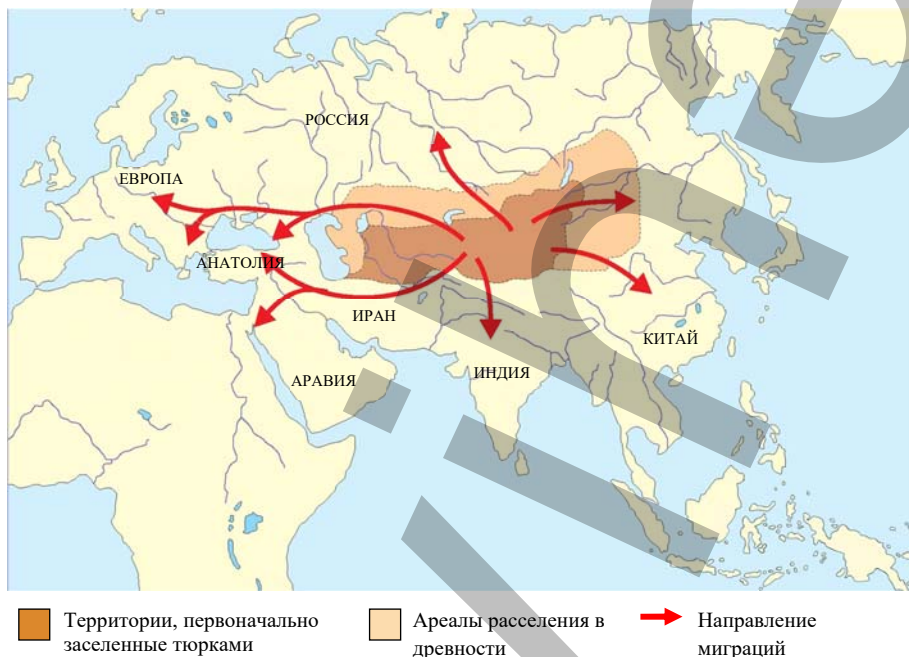 РОССИЯ
ЕВРОПА
АНАТОЛИЯ
ИРАН
КИТАЙ
АРАВИЯ
ИНДИЯ
Территории, первоначально
заселенные тюрками
Ареалы расселения в
древности
Направление
миграций